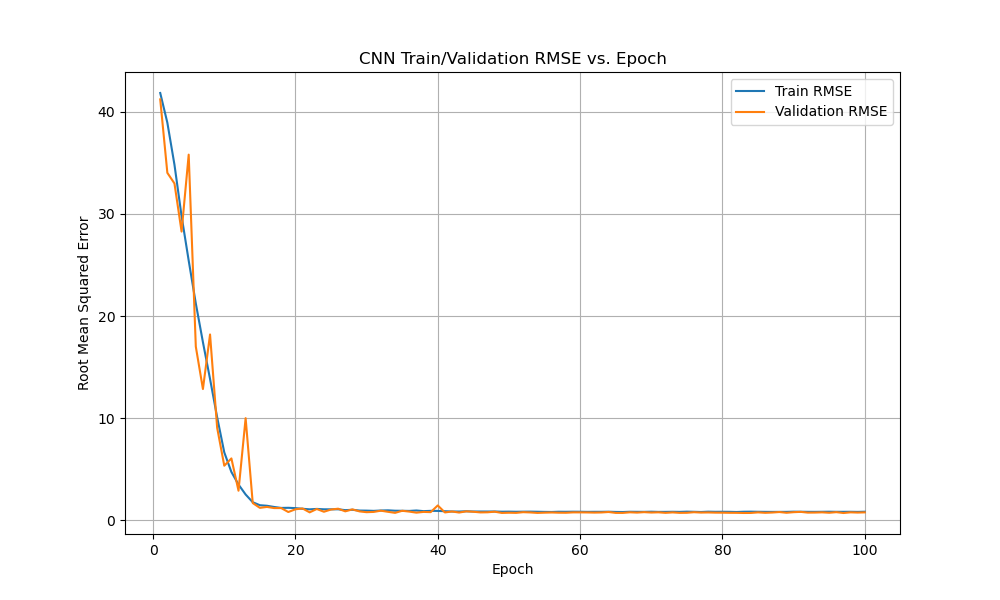 CNN Train/Validation RMSE vs. Epoch
Train RMSE
Validation RMSE
Root Mean Squared Error
40
30
20
10
0
0 20 40 60 80 100
Epoch